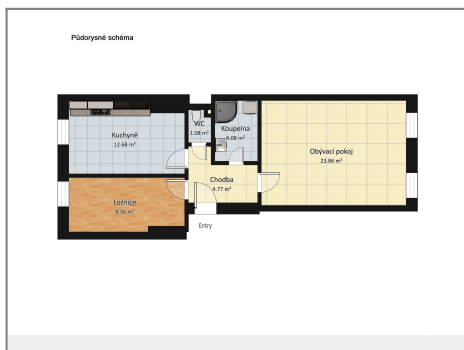 Půdorysné schéma
Kuchyně
12.68 m²
WC
1.08 m²
Koupelna
4.08 m²
Obývací pokoj
23.86 m²
Chodba
4.77 m²
Ložnice
9.56 m²
Entry